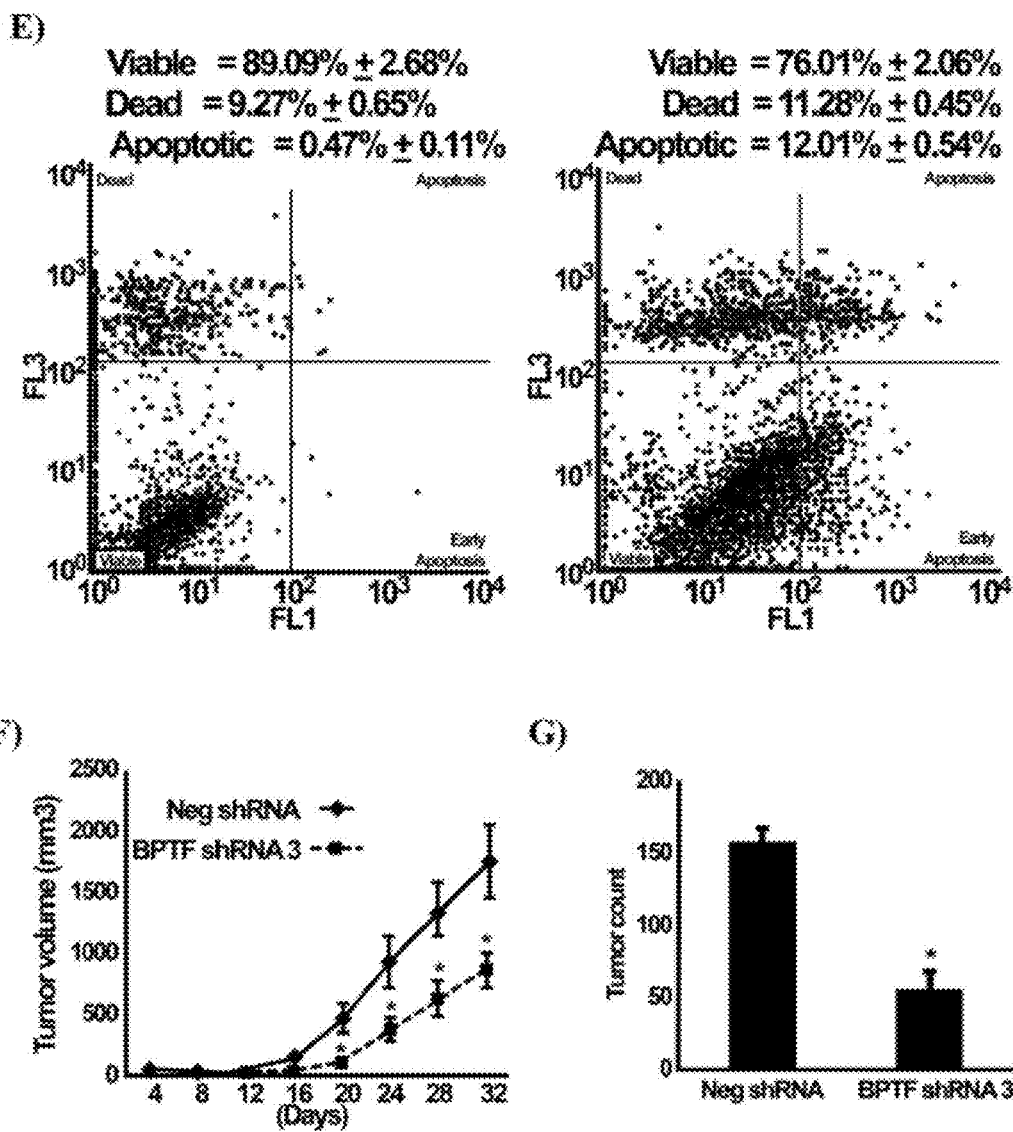 E)
Viable = 89.09% ± 2.68%
Dead = 9.27% ± 0.65%
Apoptotic = 0.47% ± 0.11%
10⁴
Dead
Apoptosis
10³
FL3
10²
10¹
Early
10⁰
Viable
Apoptosis
10⁰ 10¹ 10² 10³ 10⁴
FL1
Viable = 76.01% ± 2.06%
Dead = 11.28% ± 0.45%
Apoptotic = 12.01% ± 0.54%
10⁴
Dead
Apoptosis
10³
FL3
10²
10¹
Early
10⁰
Viable
Apoptosis
10⁰ 10¹ 10² 10³ 10⁴
FL1
F)
2500
Neg shRNA
2000
BPTF shRNA 3
1500
Tumor volume (mm3)
1000
500
0
* * * *
4 8 12 16 20 24 28 32
(Days)
G)
200
150
Tumor count
100
50
0
*
Neg shRNA BPTF shRNA 3